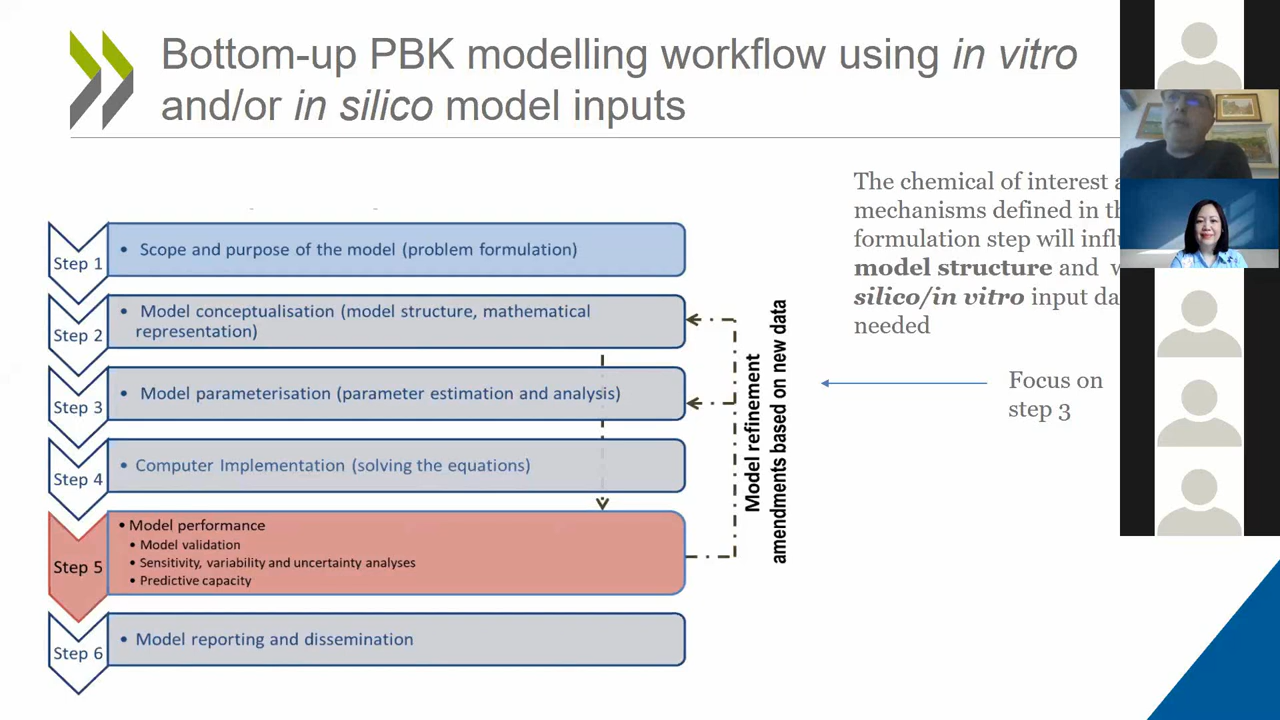 Bottom-up PBK modelling workflow using in vitro
and/or in silico model inputs
The chemical of interest
mechanisms defined in
formulation step will
model structure and
silico/in vitro input
needed
Step 1
• Scope and purpose of the model (problem formulation)
Step 2
• Model conceptualisation (model structure, mathematical
representation)
Step 3
• Model parameterisation (parameter estimation and analysis)
Step 4
• Computer Implementation (solving the equations)
Step 5
• Model performance
• Model validation
• Sensitivity, variability and uncertainty analyses
• Predictive capacity
Step 6
• Model reporting and dissemination
Model refinement
amendments based on new data
Focus on
step 3